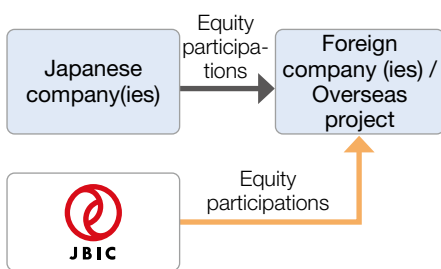 Japanese
company(ies)
Equity
participa-
tions
Foreign
company (ies) /
Overseas
project
JBIC
Equity
participations